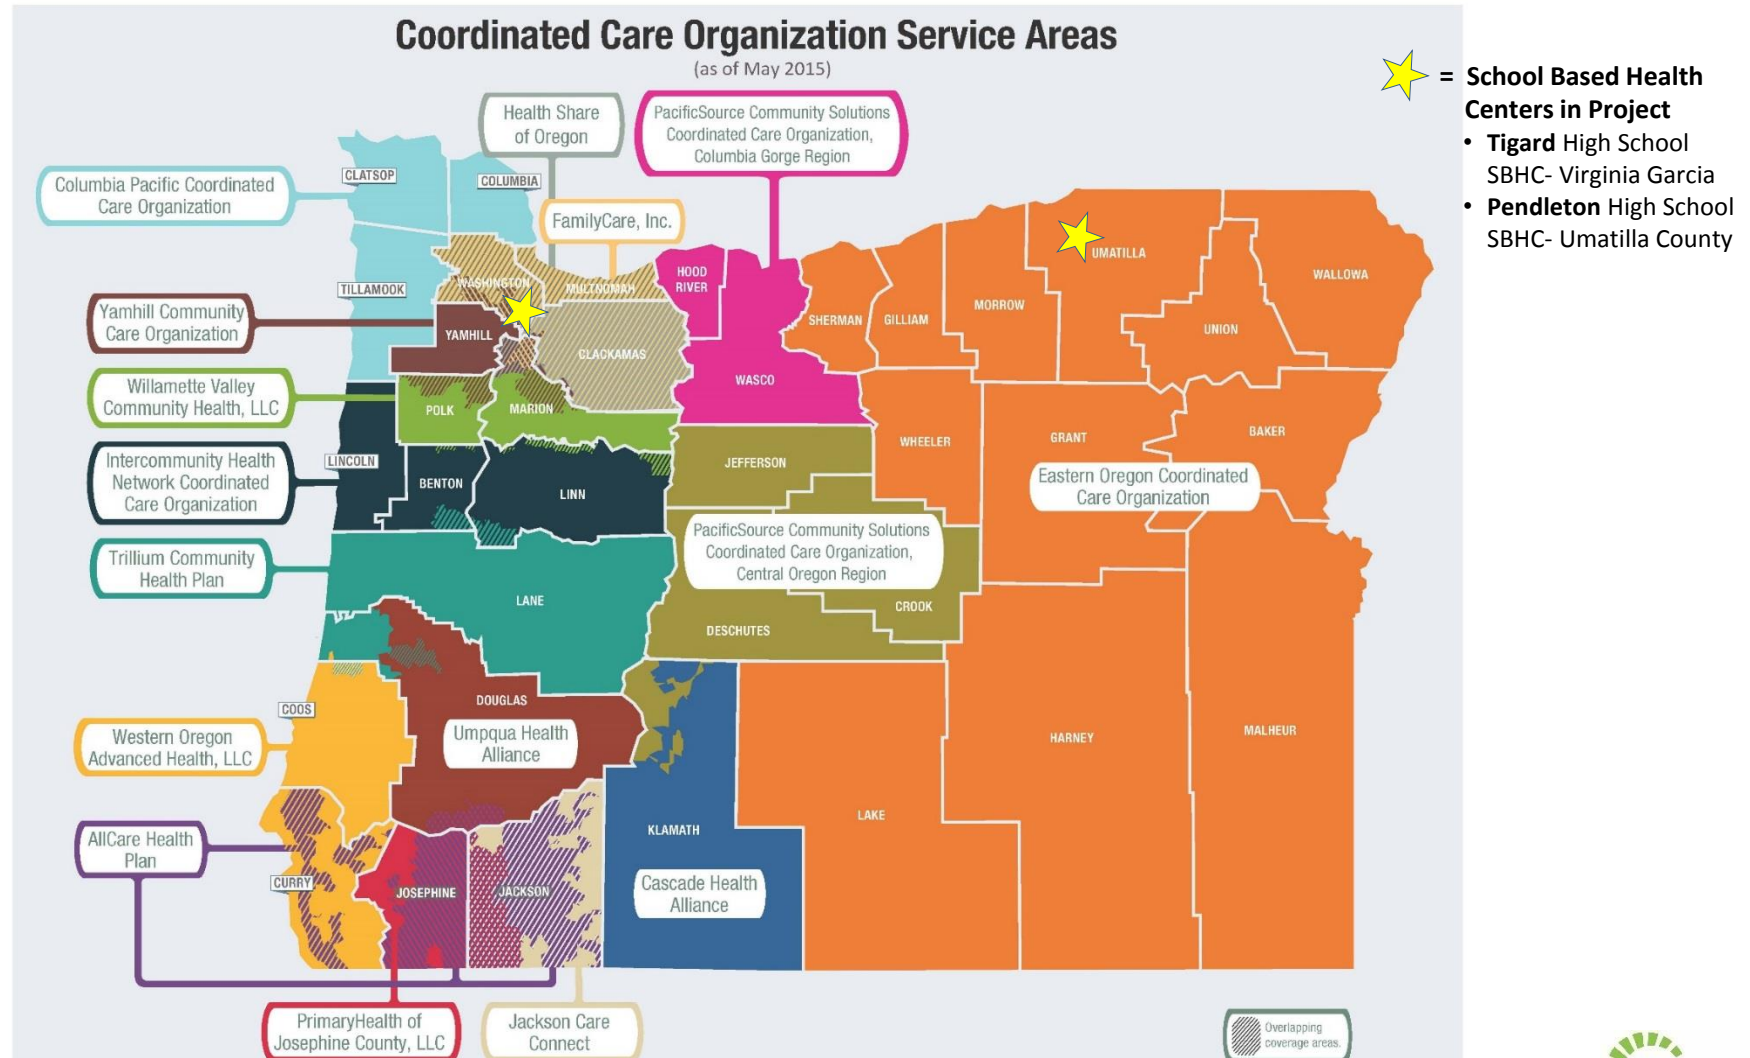 Coordinated Care Organization Service Areas
(as of May 2015)
= School Based Health
Centers in Project
• Tigard High School
SBHC- Virginia Garcia
• Pendleton High School
SBHC- Umatilla County
Health Share
of Oregon
PacificSource Community Solutions
Coordinated Care Organization,
Columbia Gorge Region
Columbia Pacific Coordinated
Care Organization
FamilyCare, Inc.
Yamhill Community
Care Organization
Willamette Valley
Community Health, LLC
Intercommunity Health
Network Coordinated
Care Organization
Trillium Community
Health Plan
Western Oregon
Advanced Health, LLC
AllCare Health
Plan
PrimaryHealth of
Josephine County, LLC
Jackson Care
Connect
Umpqua Health
Alliance
Cascade Health
Alliance
PacificSource Community Solutions
Coordinated Care Organization,
Central Oregon Region
Eastern Oregon Coordinated
Care Organization
CLATSOP
COLUMBIA
TILLAMOOK
WASHINGTON
MULTNOMAH
HOOD
RIVER
YAMHILL
CLACKAMAS
WASCO
SHERMAN
GILLIAM
MORROW
UMATILLA
UNION
WALLOWA
POLK
MARION
LINCOLN
BENTON
LINN
JEFFERSON
WHEELER
GRANT
BAKER
LANE
CROOK
DESCHUTES
DOUGLAS
COOS
CURRY
JOSEPHINE
JACKSON
KLAMATH
LAKE
HARNEY
MALHEUR
Overlapping
coverage areas.